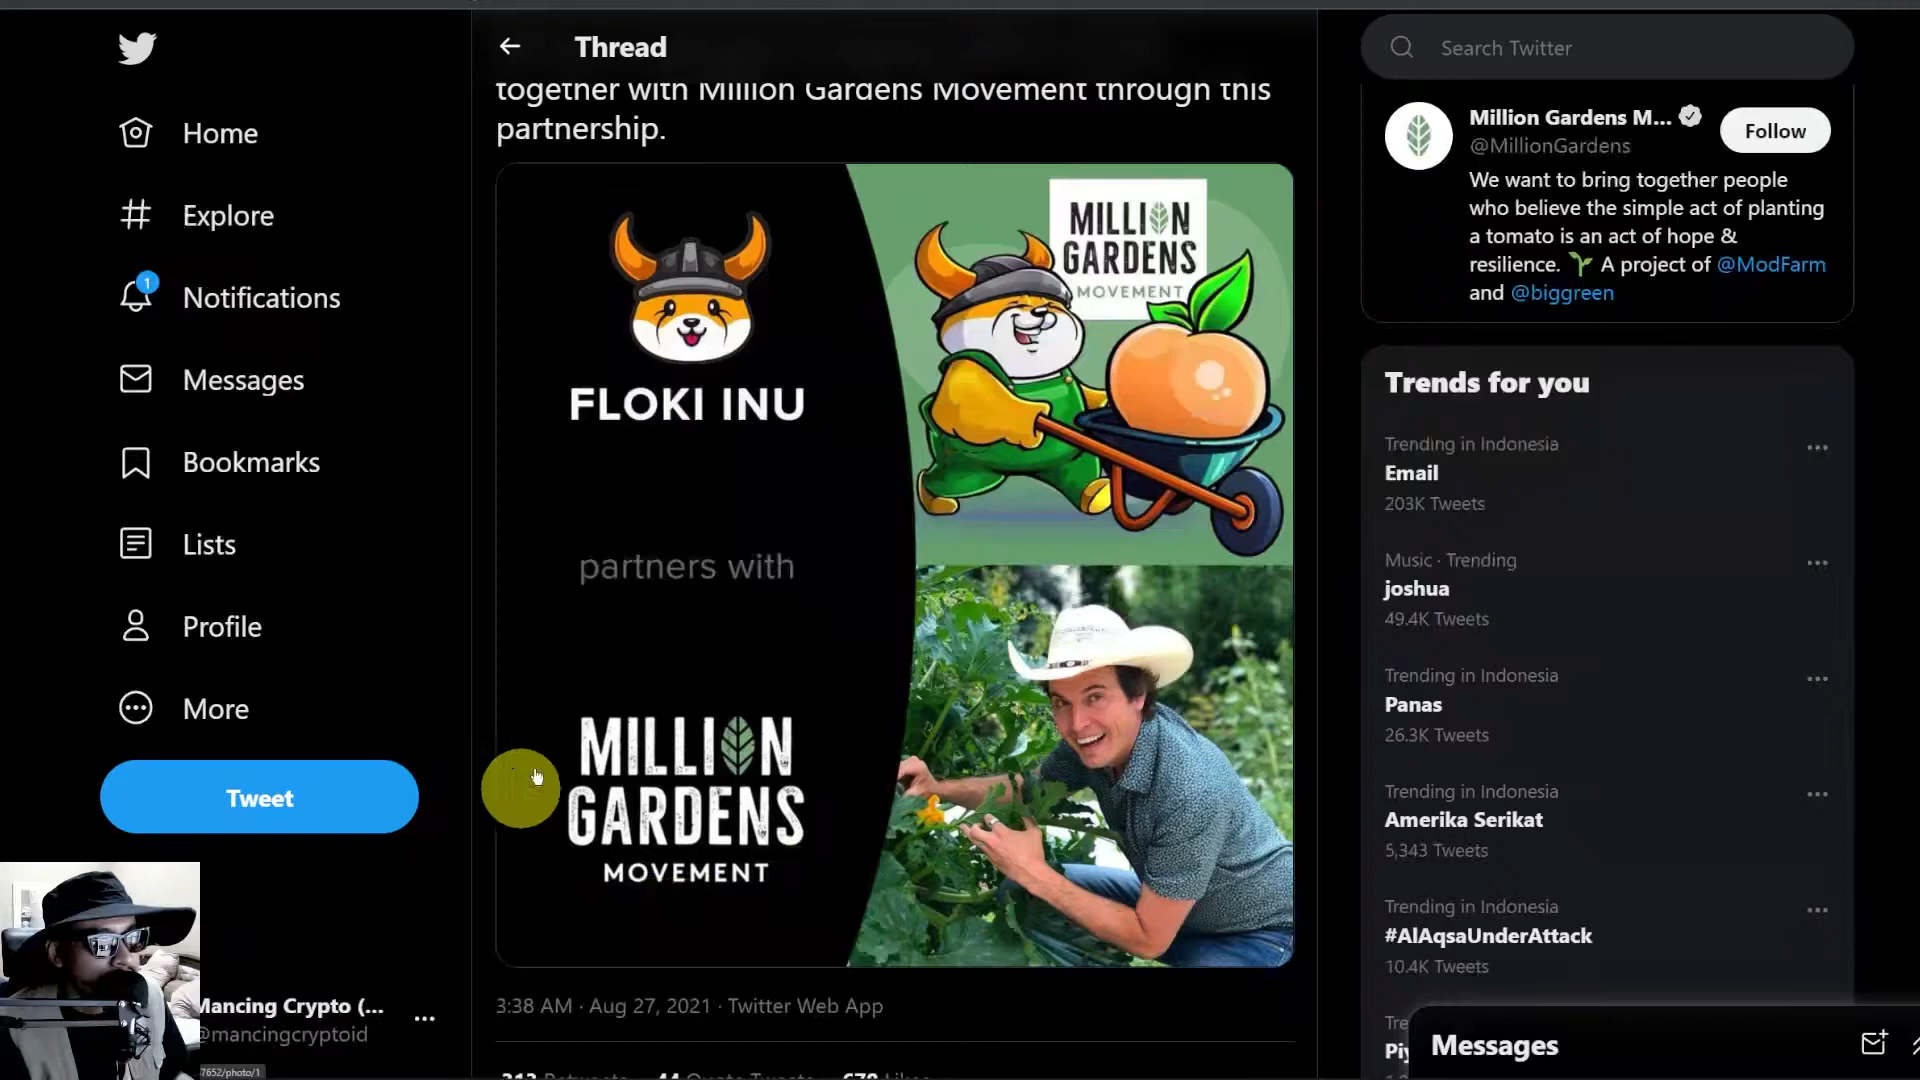 Home
Explore
1
Notifications
Messages
Bookmarks
Lists
Profile
More
Tweet
Mancing Crypto (...
@mancingcryptoid
7652/photo/1
Thread
together with Million Gardens Movement through this
partnership.
FLOKI INU
partners with
MILLION
GARDENS
MOVEMENT
MILLION
GARDENS
MOVEMENT
3:38 AM · Aug 27, 2021 · Twitter Web App
Search Twitter
Million Gardens M...
@MillionGardens
Follow
We want to bring together people
who believe the simple act of planting
a tomato is an act of hope &
resilience. 🌱 A project of @ModFarm
and @biggreen
Trends for you
Trending in Indonesia
Email
203K Tweets
Music · Trending
joshua
49.4K Tweets
Trending in Indonesia
Panas
26.3K Tweets
Trending in Indonesia
Amerika Serikat
5,343 Tweets
Trending in Indonesia
#AlAqsaUnderAttack
10.4K Tweets
Messages